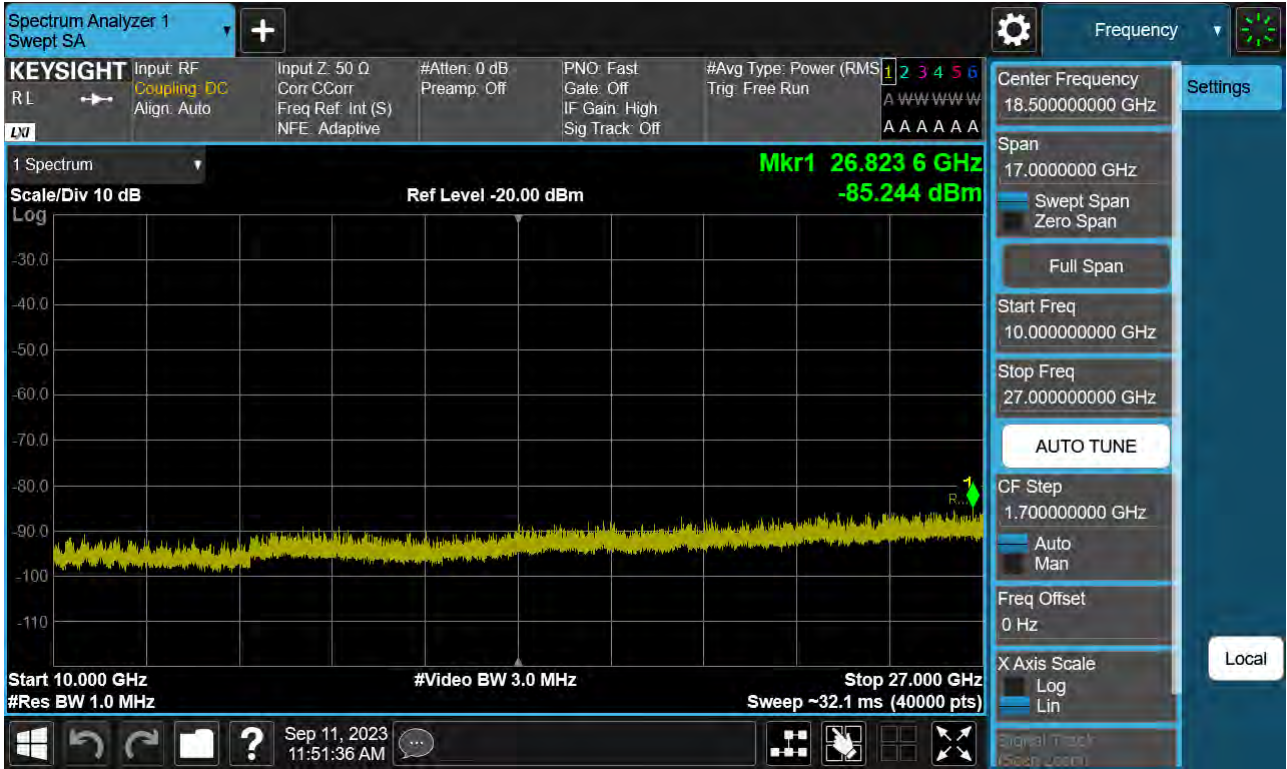 Spectrum Analyzer 1
Swept SA
+
Frequency
KEYSIGHT
R L
LXI
Input: RF
Coupling: DC
Align: Auto
Input Z: 50 Ω
Corr CCorr
Freq Ref: Int (S)
NFE: Adaptive
#Atten: 0 dB
Preamp: Off
PNO: Fast
Gate: Off
IF Gain: High
Sig Track: Off
#Avg Type: Power (RMS
Trig: Free Run
1 2 3 4 5 6
A W W W W W
A A A A A A
1 Spectrum
Scale/Div 10 dB
Log
Ref Level -20.00 dBm
Mkr1 26.823 6 GHz
-85.244 dBm
-30.0
-40.0
-50.0
-60.0
-70.0
-80.0
-90.0
-100
-110
1
R...
Start 10.000 GHz
#Res BW 1.0 MHz
#Video BW 3.0 MHz
Stop 27.000 GHz
Sweep ~32.1 ms (40000 pts)
Center Frequency
18.500000000 GHz
Span
17.0000000 GHz
Swept Span
Zero Span
Full Span
Start Freq
10.000000000 GHz
Stop Freq
27.000000000 GHz
AUTO TUNE
CF Step
1.700000000 GHz
Auto
Man
Freq Offset
0 Hz
X Axis Scale
Log
Lin
Signal Track
(Span Zoom)
Settings
Local
?
Sep 11, 2023
11:51:36 AM